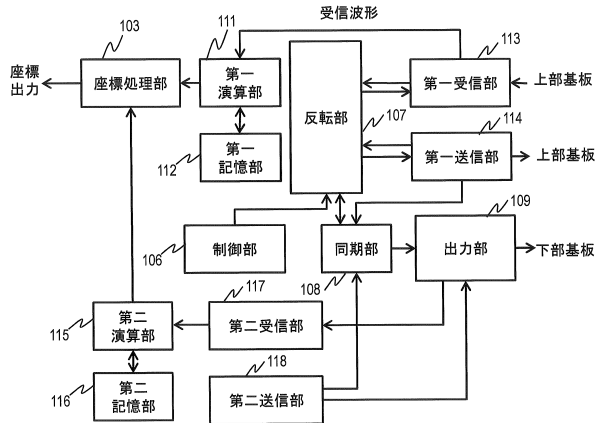 受信波形
103
111
113
座標
出力
座標処理部
第一
演算部
反転部
107
第一受信部
上部基板
114
第一
記憶部
112
第一送信部
上部基板
109
制御部
106
同期部
108
出力部
下部基板
117
第二
演算部
115
第二受信部
118
第二
記憶部
116
第二送信部